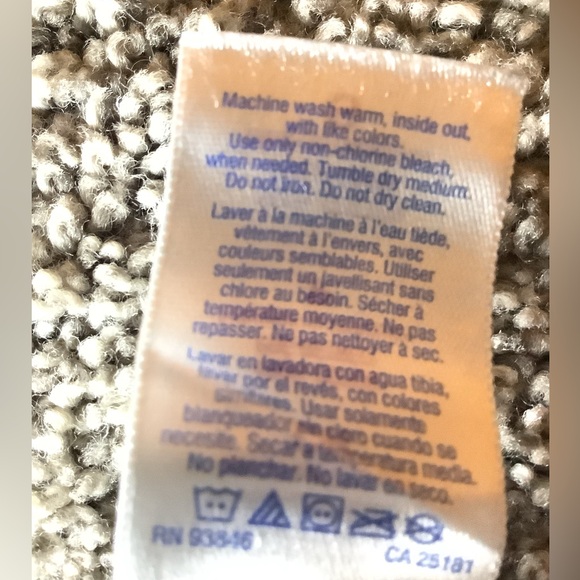 Machine wash warm, inside out,
with like colors.
Use only non-chlorine bleach,
when needed. Tumble dry medium.
Do not iron. Do not dry clean.
Laver à la machine à l'eau tiède,
vêtement à l'envers, avec
couleurs semblables. Utiliser
seulement un javellisant sans
chlore au besoin. Sécher à
température moyenne. Ne pas
repasser. Ne pas nettoyer à sec.
Lavar en lavadora con agua tibia,
lavar por el revés, con colores
similares. Usar solamente
blanqueador sin cloro cuando se
necesite. Secar a temperatura media.
No planchar. No lavar en seco.
RN 93846
CA 25181